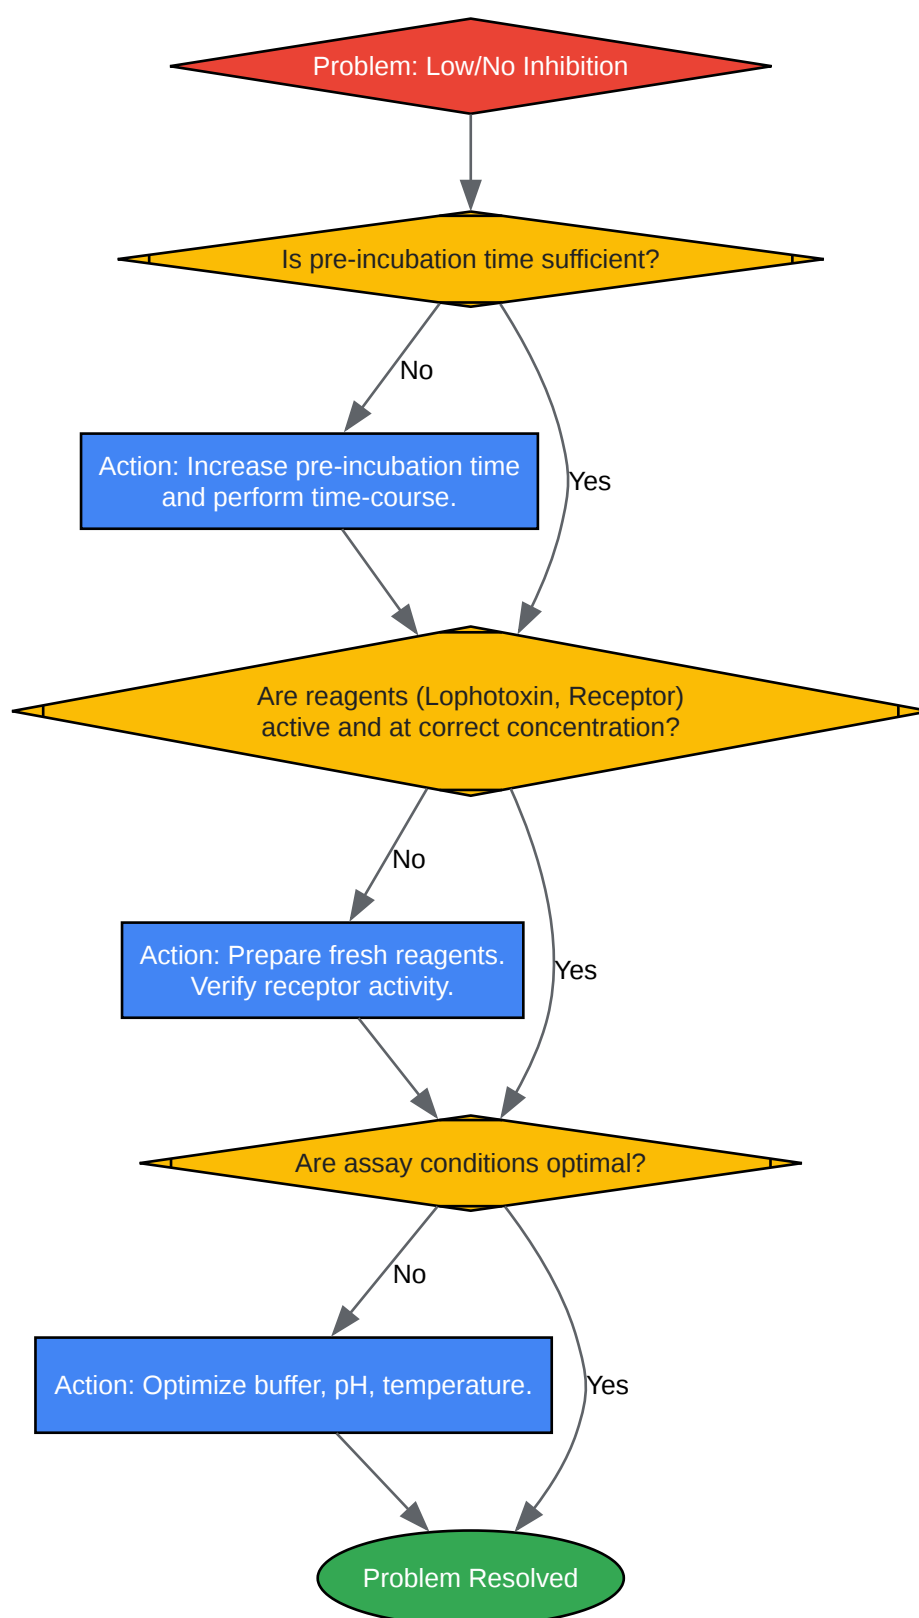 Problem: Low/No Inhibition
Is pre-incubation time sufficient?
No
Action: Increase pre-incubation time
and perform time-course.
Yes
Are reagents (Lophotoxin, Receptor)
active and at correct concentration?
No
Action: Prepare fresh reagents.
Verify receptor activity.
Yes
Are assay conditions optimal?
No
Action: Optimize buffer, pH, temperature.
Yes
Problem Resolved